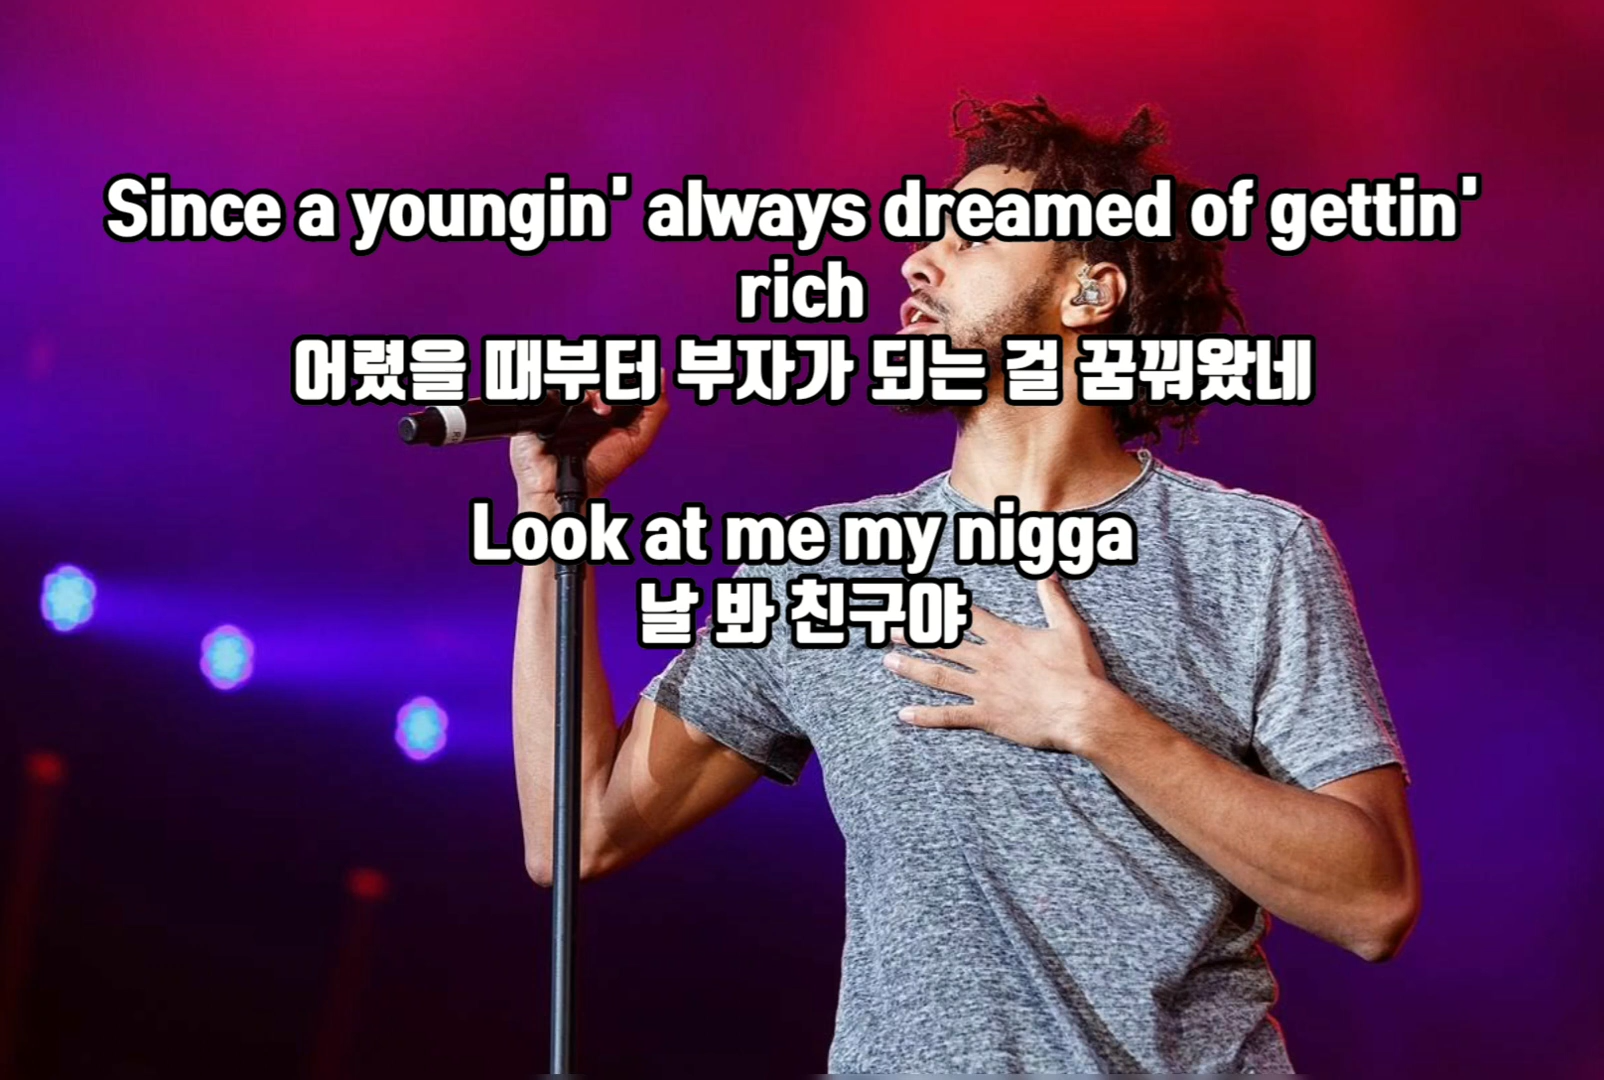 Since a youngin' always dreamed of gettin'
rich
어렸을 때부터 부자가 되는 걸 꿈꿔왔네
Look at me my nigga
날 봐 친구야